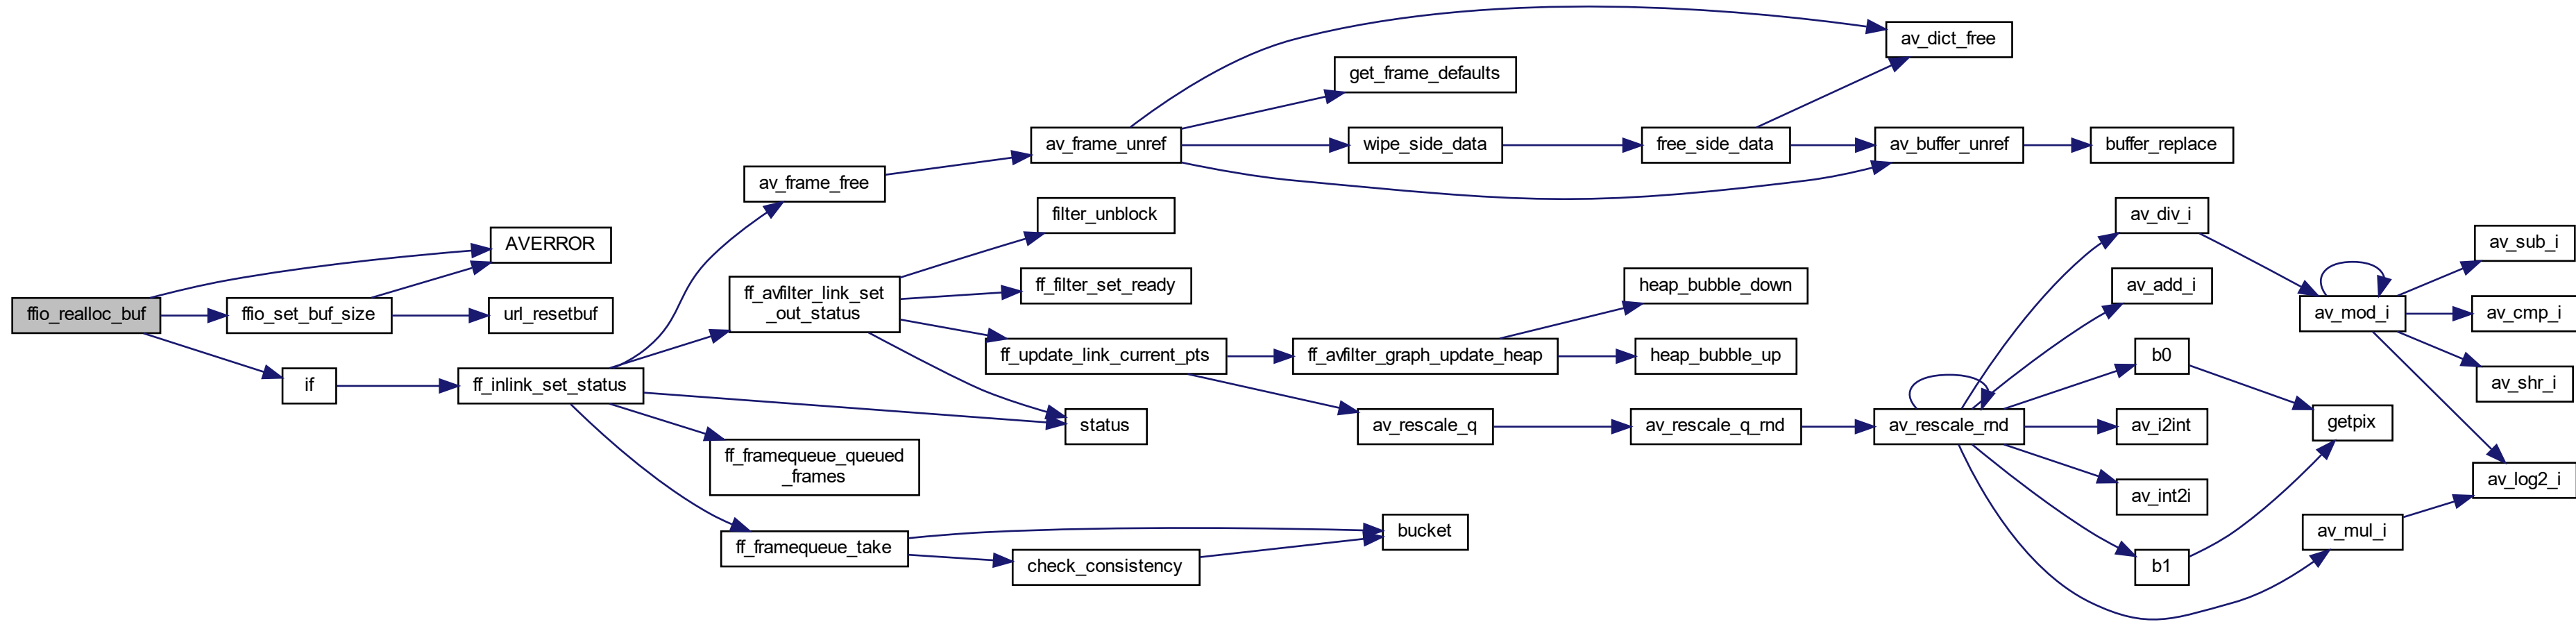 ffio_realloc_buf
AVERROR
ffio_set_buf_size
url_resetbuf
if
ff_inlink_set_status
av_frame_free
ff_avfilter_link_set
_out_status
ff_framequeue_queued
_frames
ff_framequeue_take
av_frame_unref
filter_unblock
ff_filter_set_ready
ff_update_link_current_pts
status
check_consistency
bucket
av_dict_free
get_frame_defaults
wipe_side_data
free_side_data
av_buffer_unref
buffer_replace
ff_avfilter_graph_update_heap
heap_bubble_down
heap_bubble_up
av_rescale_q
av_rescale_q_rnd
av_rescale_rnd
av_div_i
av_add_i
b0
av_i2int
av_int2i
b1
av_mod_i
getpix
av_mul_i
av_sub_i
av_cmp_i
av_shr_i
av_log2_i